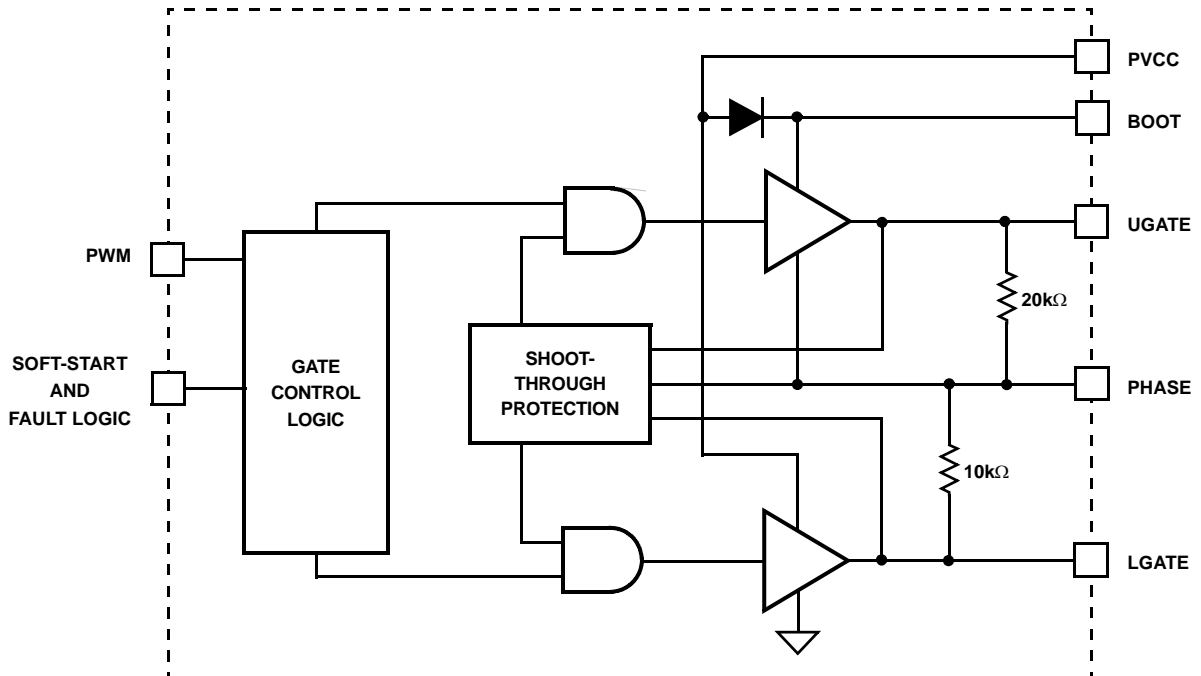 PVCC
BOOT
UGATE
PWM
20kΩ
SOFT-START
AND
FAULT LOGIC
GATE
CONTROL
LOGIC
SHOOT-
THROUGH
PROTECTION
PHASE
10kΩ
LGATE